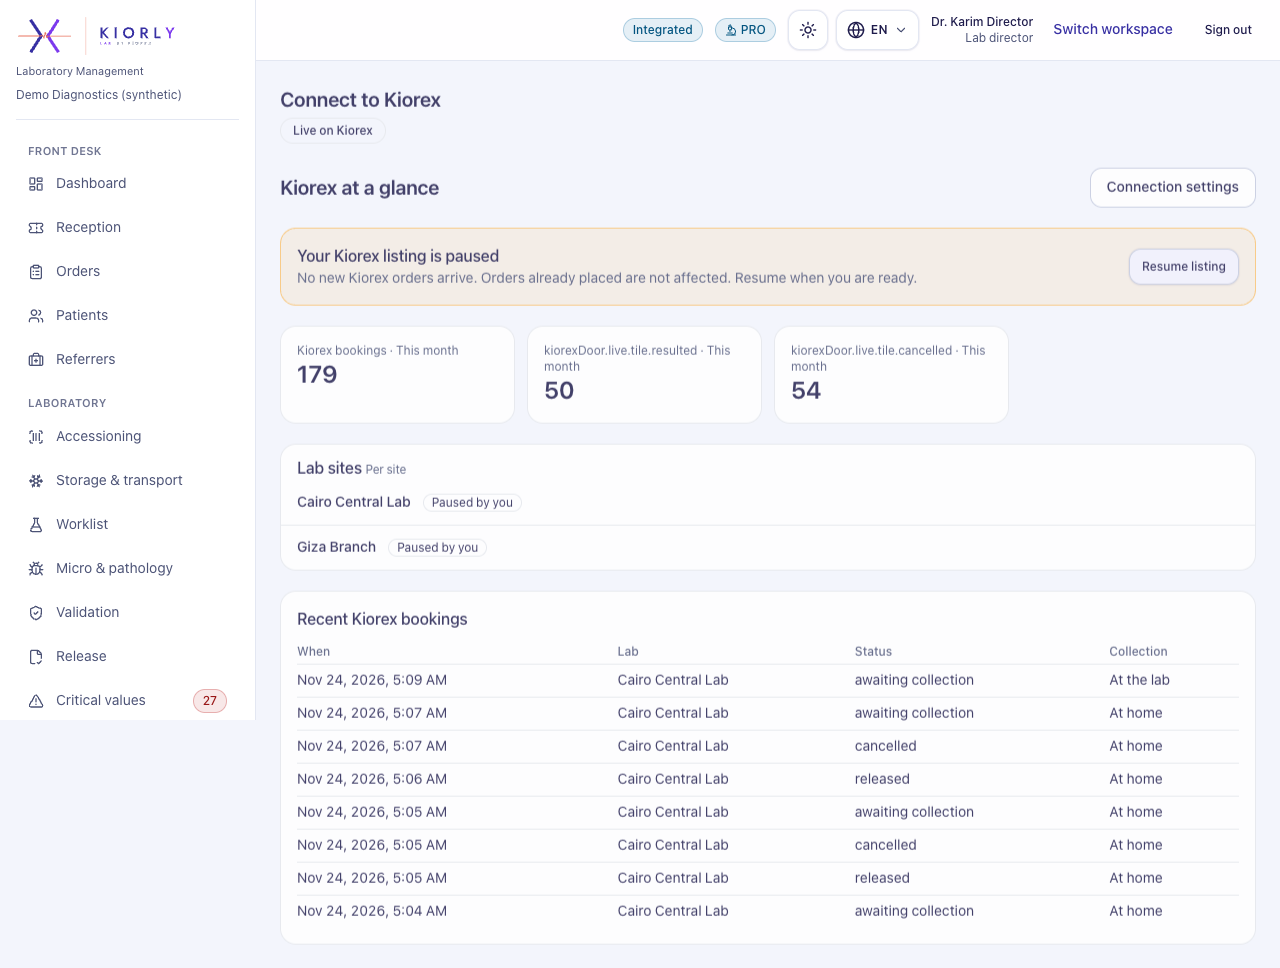 KIORLY
Laboratory Management
Demo Diagnostics (synthetic)
FRONT DESK
Dashboard
Reception
Orders
Patients
Referrers
LABORATORY
Accessioning
Storage & transport
Worklist
Micro & pathology
Validation
Release
Critical values 27
Integrated
PRO
EN
Dr. Karim Director
Lab director
Switch workspace
Sign out
Connect to Kiorex
Live on Kiorex
Kiorex at a glance
Connection settings
Your Kiorex listing is paused
No new Kiorex orders arrive. Orders already placed are not affected. Resume when you are ready.
Resume listing
Kiorex bookings · This month
179
kiorexDoor.live.tile.resulted · This
month
50
kiorexDoor.live.tile.cancelled · This
month
54
Lab sites Per site
Cairo Central Lab Paused by you
Giza Branch Paused by you
Recent Kiorex bookings
When Lab Status Collection
Nov 24, 2026, 5:09 AM Cairo Central Lab awaiting collection At the lab
Nov 24, 2026, 5:07 AM Cairo Central Lab awaiting collection At home
Nov 24, 2026, 5:07 AM Cairo Central Lab cancelled At home
Nov 24, 2026, 5:06 AM Cairo Central Lab released At home
Nov 24, 2026, 5:05 AM Cairo Central Lab awaiting collection At home
Nov 24, 2026, 5:05 AM Cairo Central Lab cancelled At home
Nov 24, 2026, 5:05 AM Cairo Central Lab released At home
Nov 24, 2026, 5:04 AM Cairo Central Lab awaiting collection At home